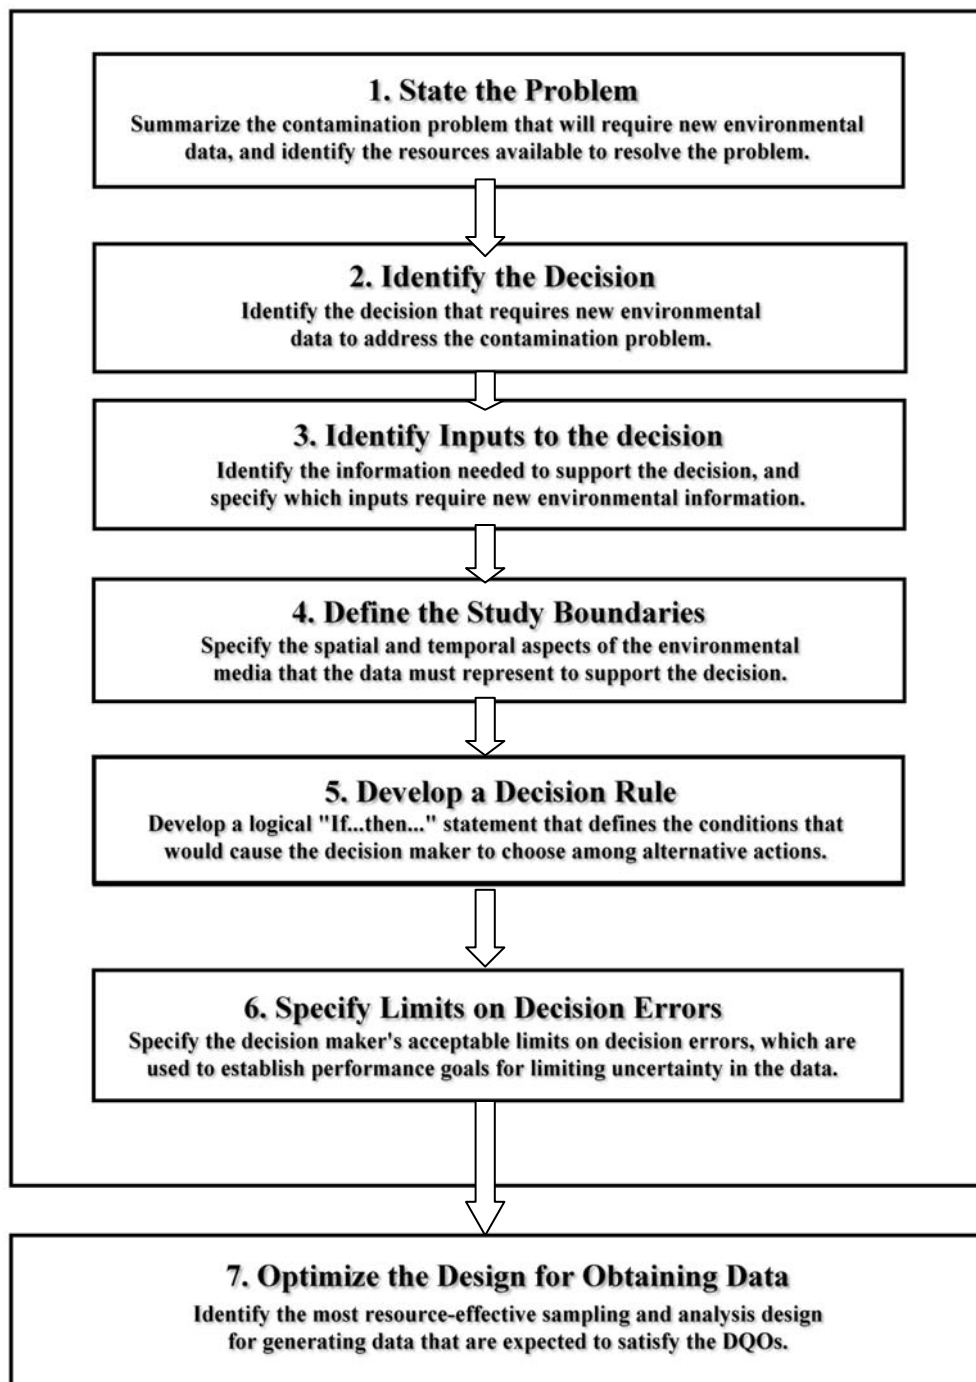 1. State the Problem
Summarize the contamination problem that will require new environmental
data, and identify the resources available to resolve the problem.
2. Identify the Decision
Identify the decision that requires new environmental
data to address the contamination problem.
3. Identify Inputs to the decision
Identify the information needed to support the decision, and
specify which inputs require new environmental information.
4. Define the Study Boundaries
Specify the spatial and temporal aspects of the environmental
media that the data must represent to support the decision.
5. Develop a Decision Rule
Develop a logical "If...then..." statement that defines the conditions that
would cause the decision maker to choose among alternative actions.
6. Specify Limits on Decision Errors
Specify the decision maker's acceptable limits on decision errors, which are
used to establish performance goals for limiting uncertainty in the data.
7. Optimize the Design for Obtaining Data
Identify the most resource-effective sampling and analysis design
for generating data that are expected to satisfy the DQOs.